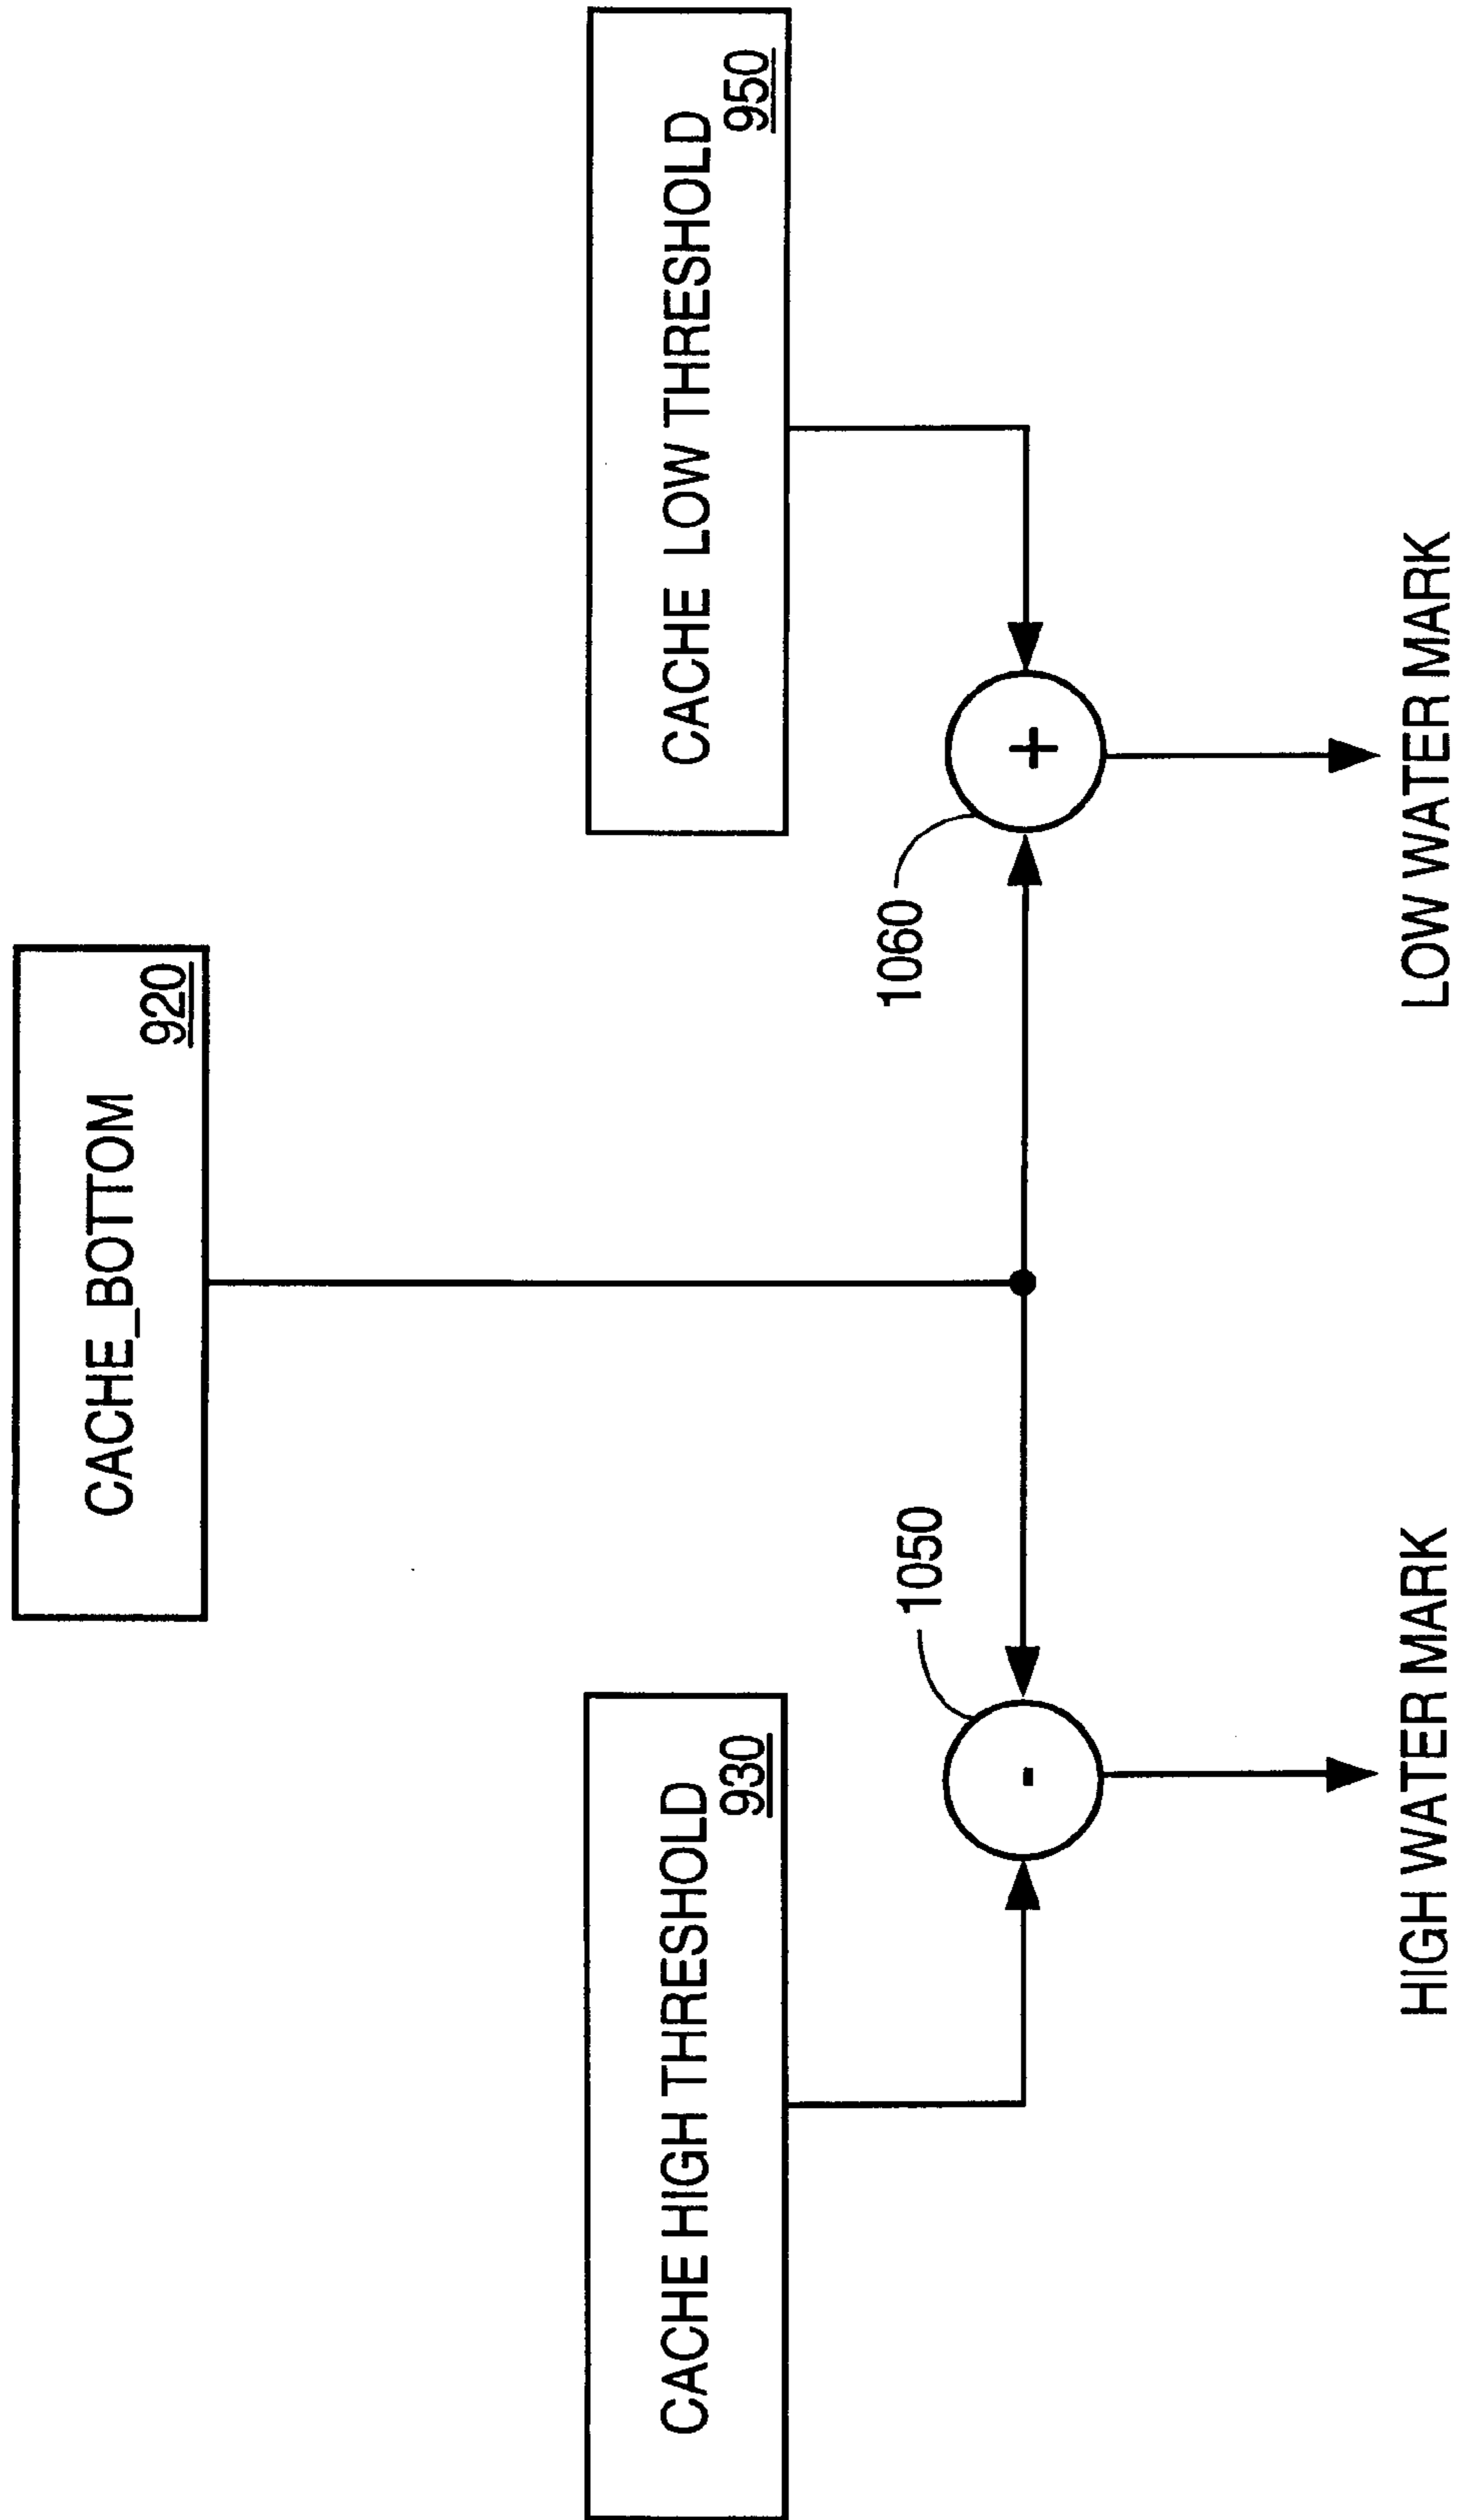 CACHE_BOTTOM
920
CACHE HIGH THRESHOLD
930
CACHE LOW THRESHOLD
950
1050
1060
-
+
HIGH WATER MARK
LOW WATER MARK